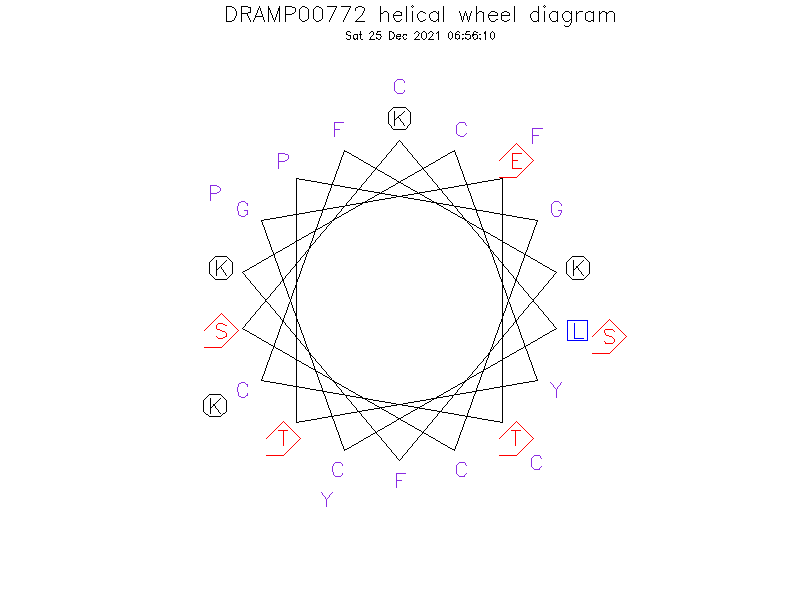 DRAMP00772 helical wheel diagram
Sat 25 Dec 2021 06:56:10
C
K
F C F
P E
P G G
K K
S L S
C Y
K
T T
C F C C
Y